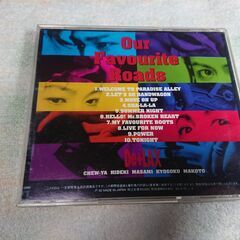 Our
Favourite
Roads
1.WELCOME TO PARADISE ALLEY
2.LET'S GO BANDWAGON
3.MOVE ON UP
4.SHA-LA-LA
5.SUMMER NIGHT
6.HELLO! Mr.BROKEN HEART
7.MY FAVOURITE BOOTS
8.LIVE FOR NOW
9.POWER
10.TONIGHT
CHEW-YA HIDEKI MASAMI KYOSUKE MAKOTO